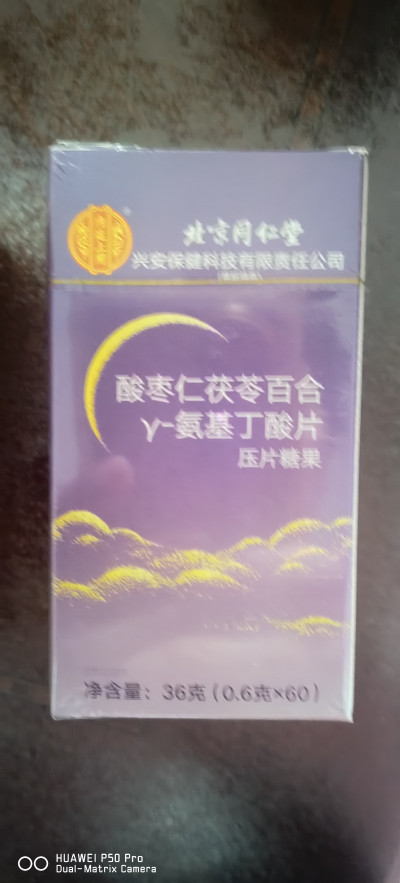 北京同仁堂
兴安保健科技有限责任公司
酸枣仁茯苓百合
γ-氨基丁酸片
压片糖果
净含量：36克（0.6克×60）
HUAWEI P50 Pro
Dual-Matrix Camera